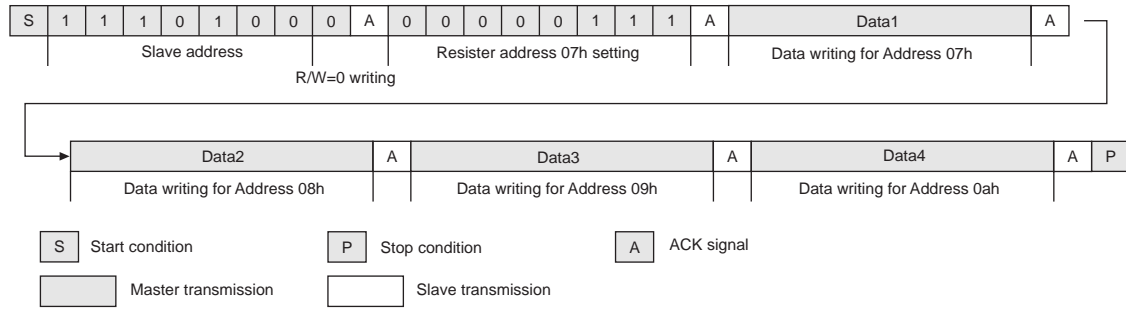 S 1 1 1 0 1 0 0 0 A 0 0 0 0 0 1 1 1 A Data1 A
Slave address Resister address 07h setting Data writing for Address 07h
R/W=0 writing
Data2 A Data3 A Data4 A P
Data writing for Address 08h Data writing for Address 09h Data writing for Address 0ah
S Start condition P Stop condition A ACK signal
Master transmission Slave transmission